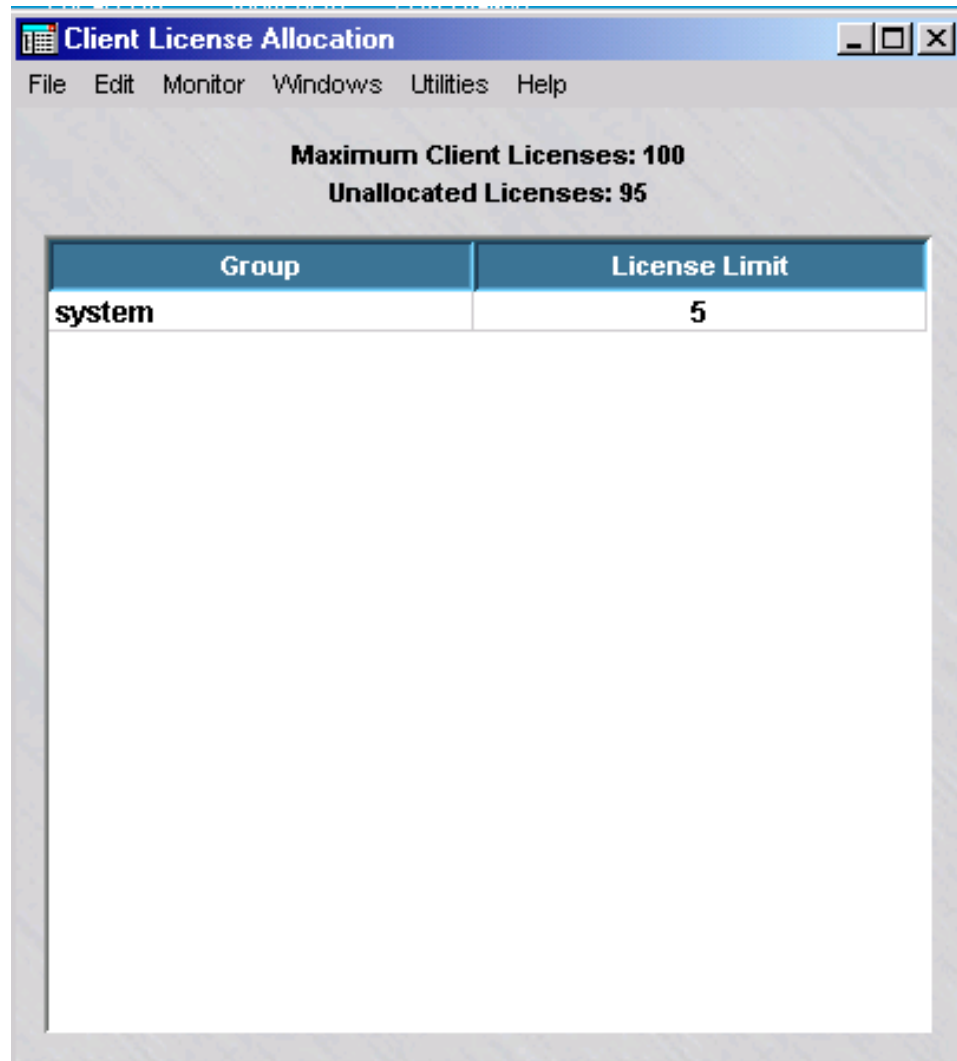 Client License Allocation
File Edit Monitor Windows Utilities Help
Maximum Client Licenses: 100
Unallocated Licenses: 95
Group License Limit
system 5